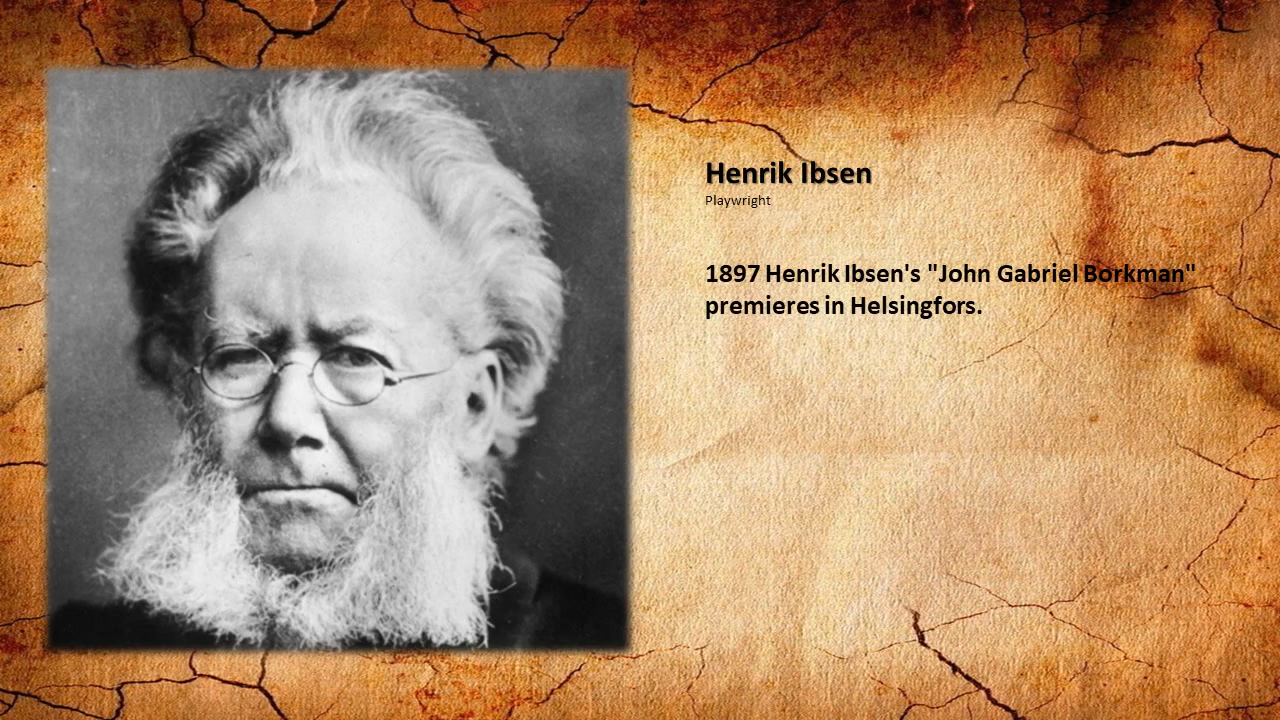 Henrik Ibsen
Playwright
1897 Henrik Ibsen's "John Gabriel Borkman"
premieres in Helsingfors.